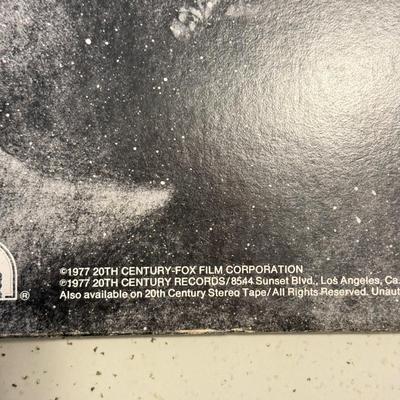 ©1977 20TH CENTURY-FOX FILM CORPORATION
℗1977 20TH CENTURY RECORDS/8544 Sunset Blvd., Los Angeles, Ca.
Also available on 20th Century Stereo Tape/All Rights Reserved. Unaut
®